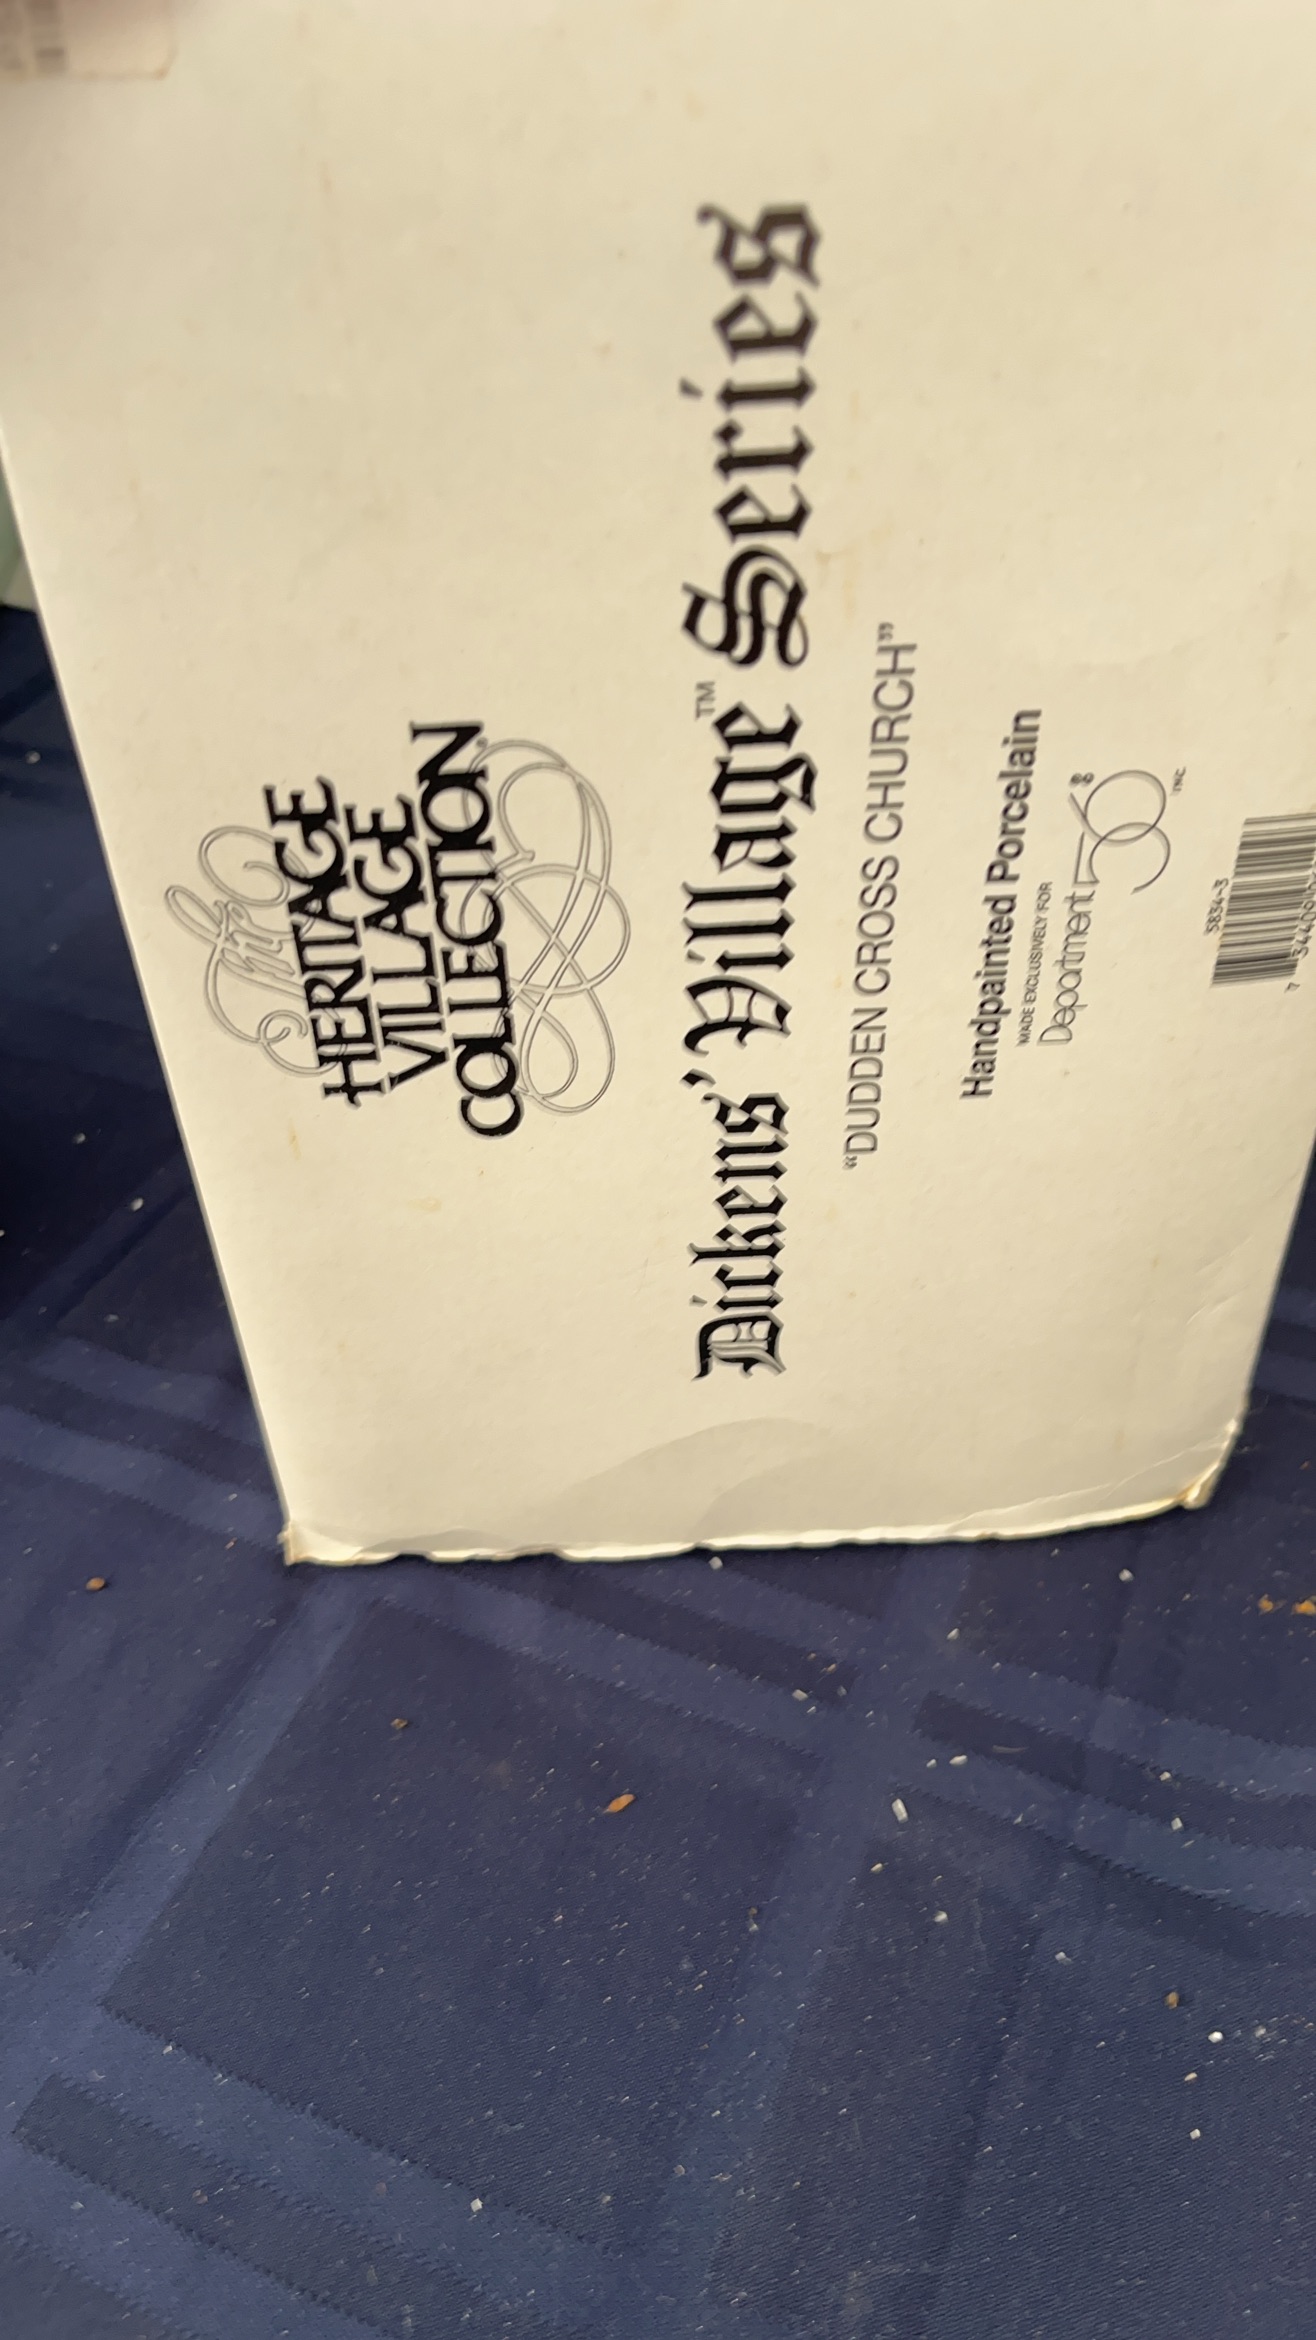 The
HERITAGE
VILLAGE
COLLECTION
Dickens' Village™ Series
“DUDDEN CROSS CHURCH”
Handpainted Porcelain
MADE EXCLUSIVELY FOR
Department 56® INC.
5834-3